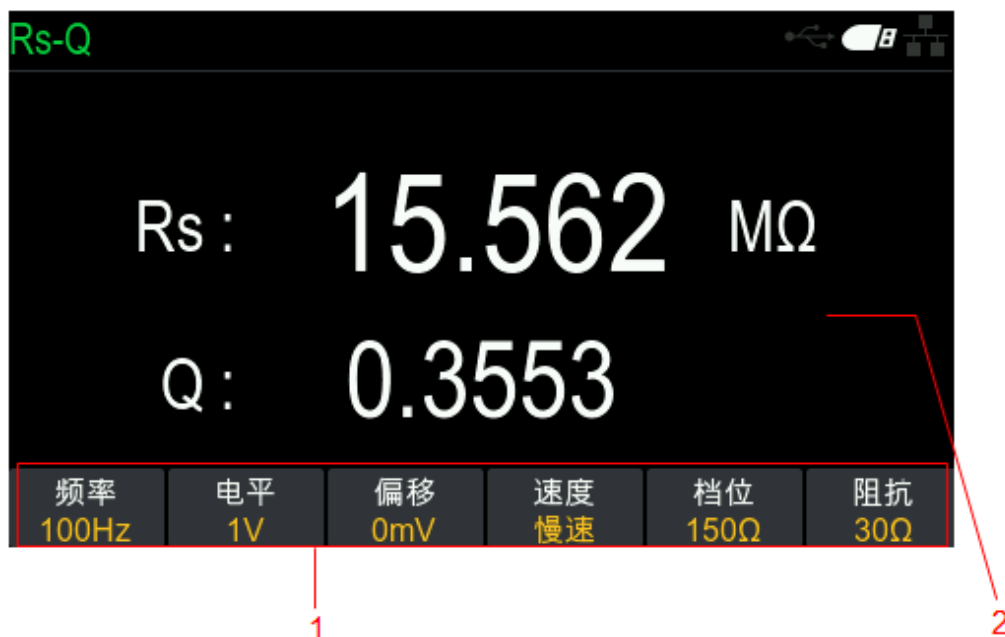 Rs-Q
Rs : 15.562 MΩ
Q : 0.3553
频率 电平 偏移 速度 档位 阻抗
100Hz 1V 0mV 慢速 150Ω 30Ω
1
2